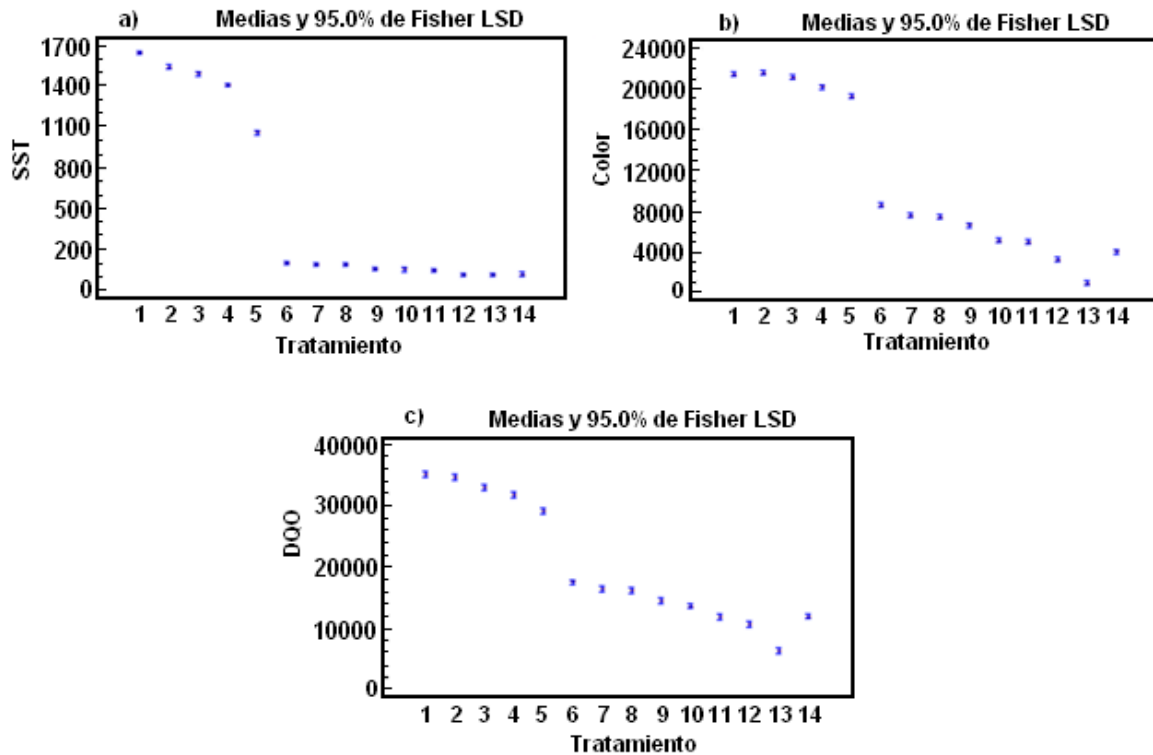 a) Medias y 95.0% de Fisher LSD
1700
1400
1100
800
500
200
0
SST
1 2 3 4 5 6 7 8 9 10 11 12 13 14
Tratamiento
b) Medias y 95.0% de Fisher LSD
24000
20000
16000
12000
8000
4000
0
Color
1 2 3 4 5 6 7 8 9 10 11 12 13 14
Tratamiento
c) Medias y 95.0% de Fisher LSD
40000
30000
20000
10000
0
DQO
1 2 3 4 5 6 7 8 9 10 11 12 13 14
Tratamiento